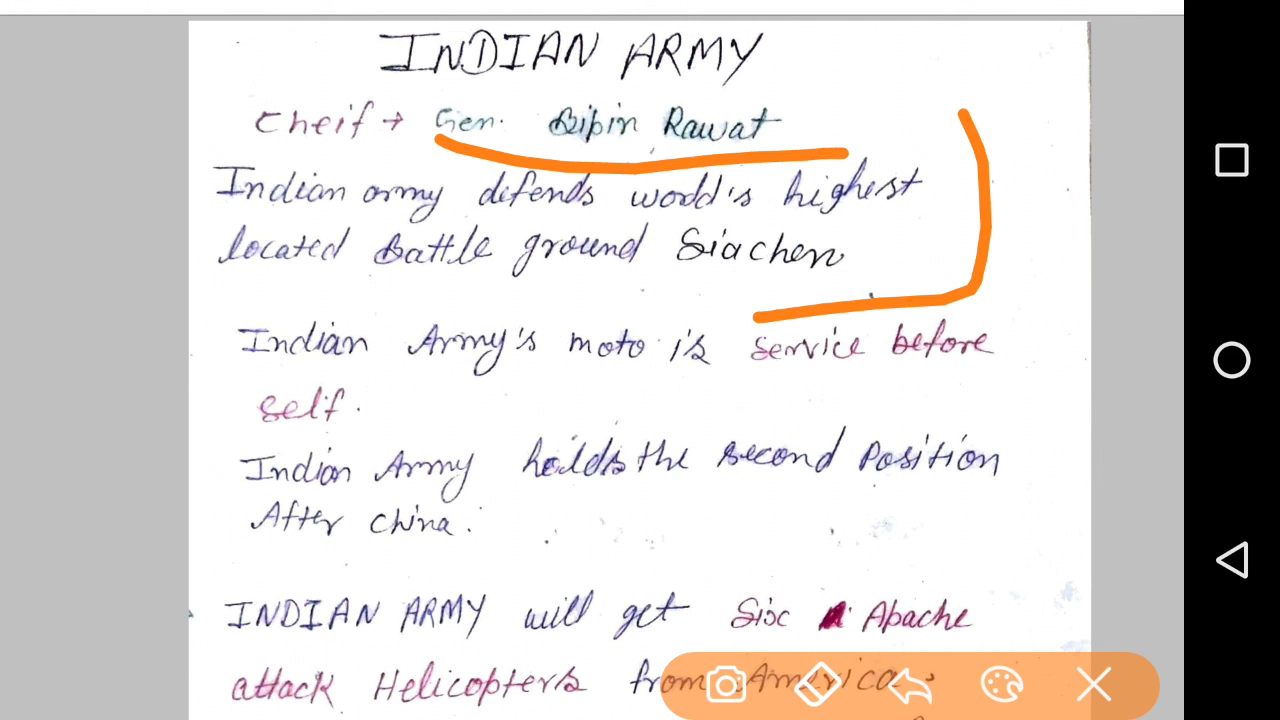 INDIAN ARMY
Cheif → Gen. Bipin Rawat
Indian army defends world's highest
located Battle ground Siachen
Indian Army's moto is service before
self.
Indian Army holds the second Position
After China.
INDIAN ARMY will get Six Apache
attack Helicopters from America.